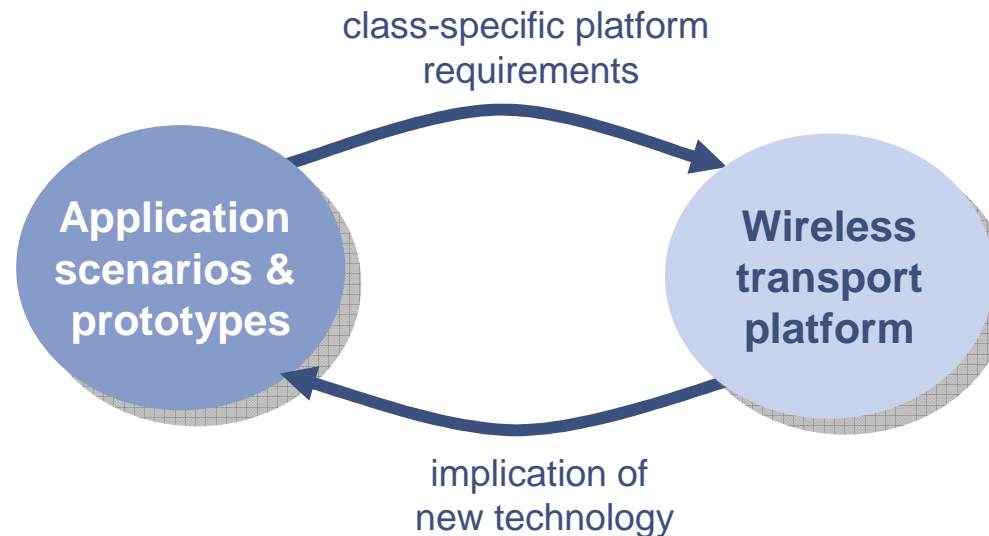 class-specific platform
requirements
Application
scenarios &
prototypes
Wireless
transport
platform
implication of
new technology